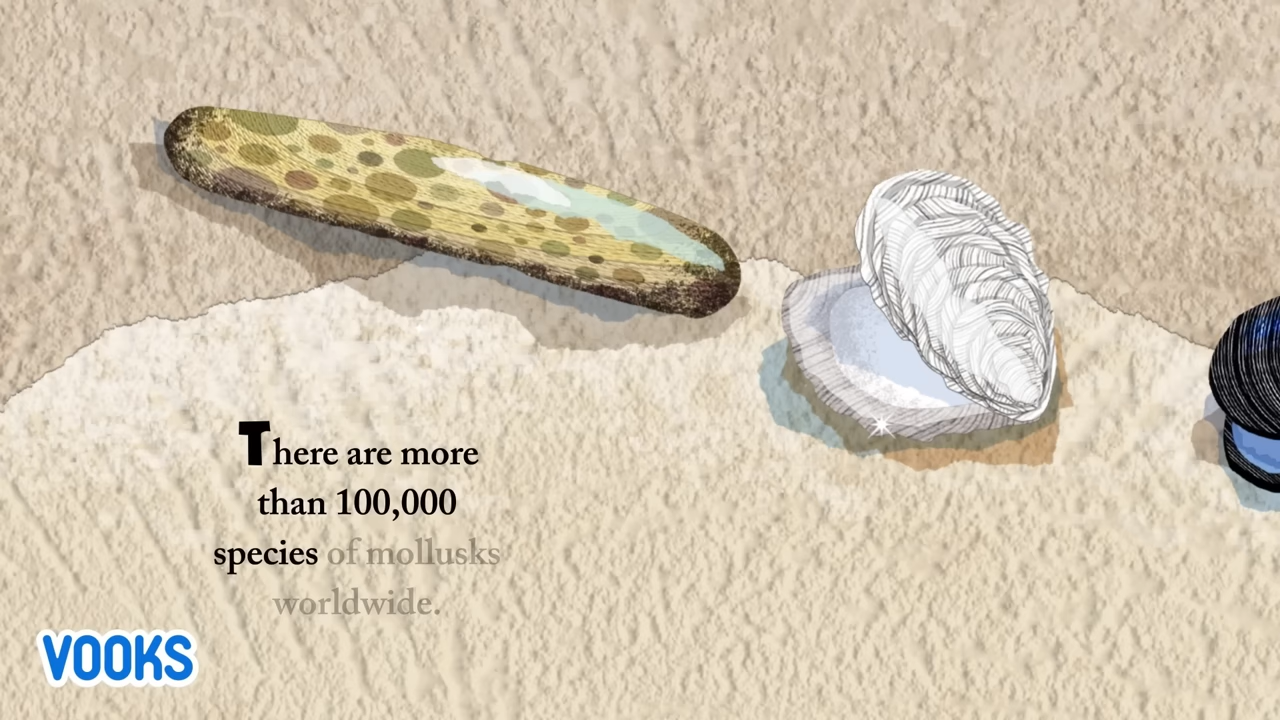 There are more
than 100,000
species of mollusks
worldwide.
VOOKS